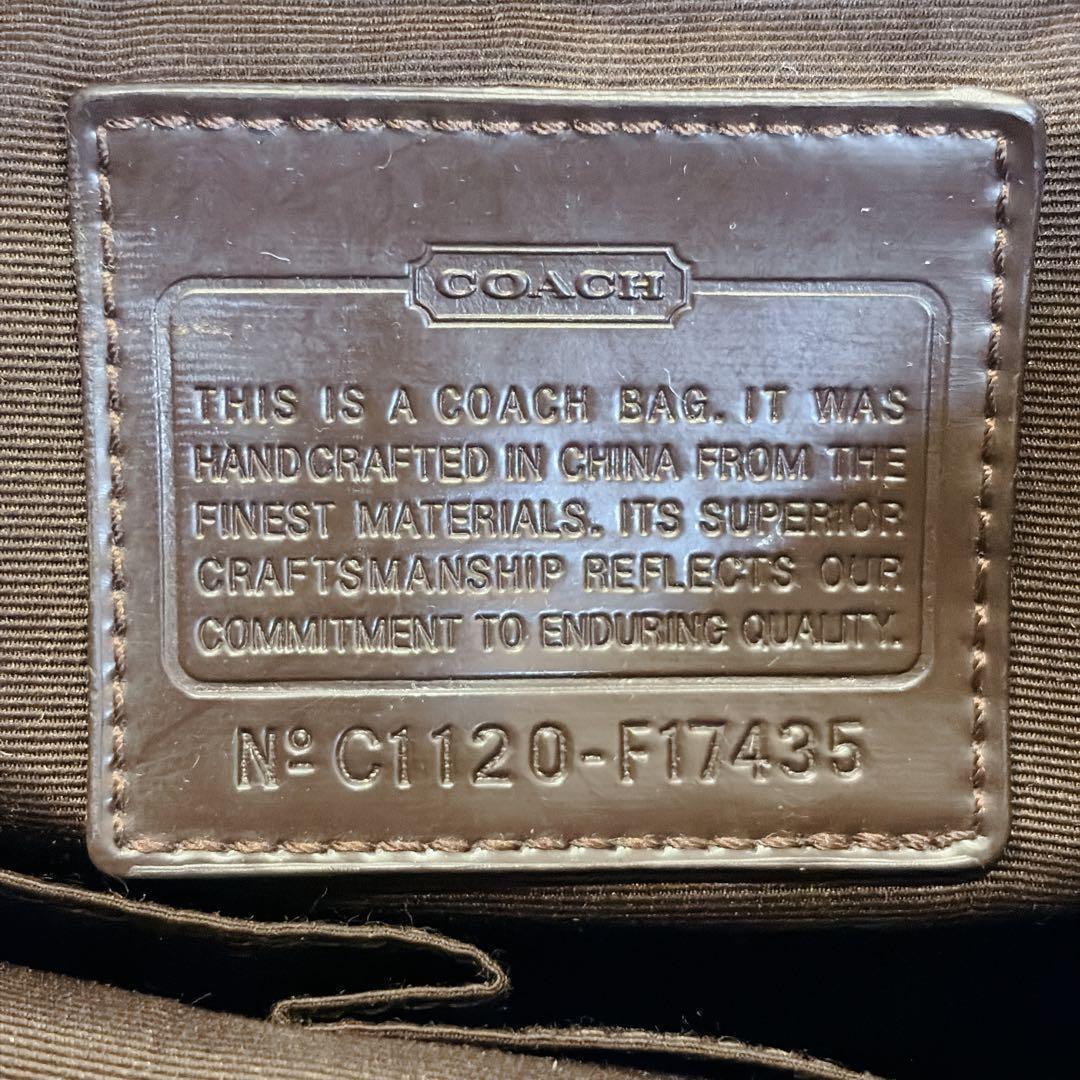 COACH
THIS IS A COACH BAG. IT WAS
HANDCRAFTED IN CHINA FROM THE
FINEST MATERIALS. ITS SUPERIOR
CRAFTSMANSHIP REFLECTS OUR
COMMITMENT TO ENDURING QUALITY.
Nº C1120-F17435